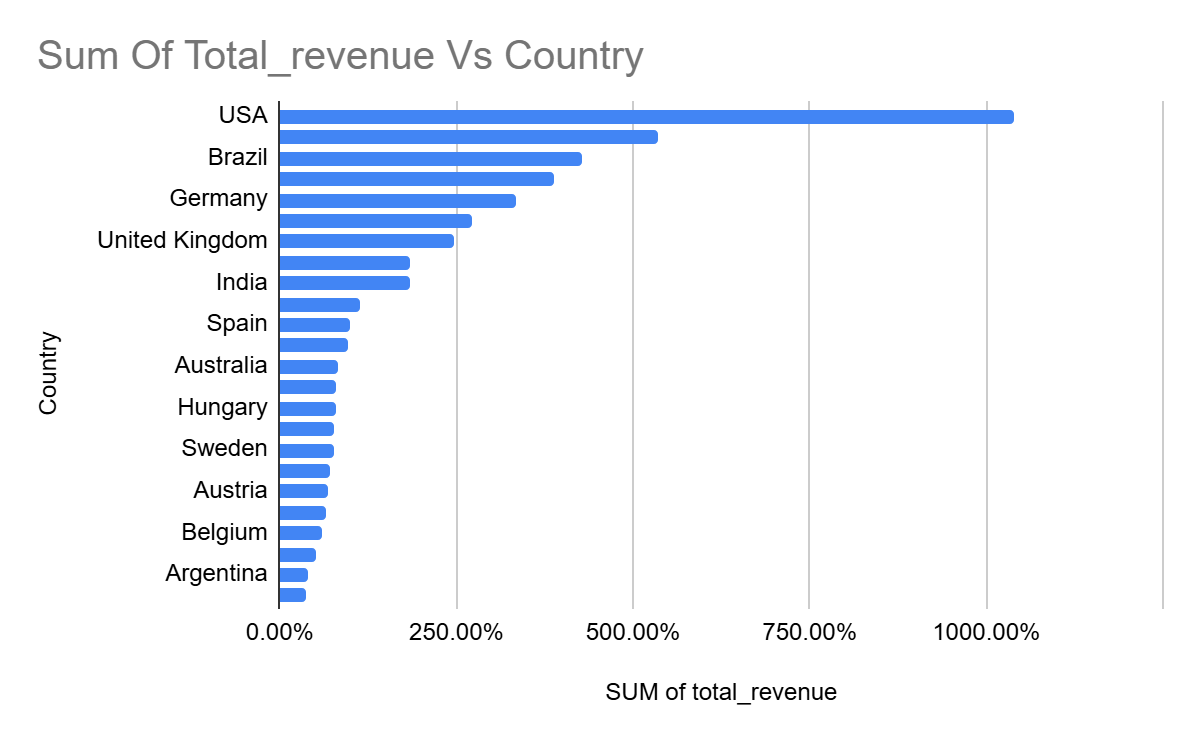 Sum Of Total_revenue Vs Country
USA
Brazil
Germany
United Kingdom
India
Spain
Australia
Hungary
Sweden
Austria
Belgium
Argentina
Country
0.00% 250.00% 500.00% 750.00% 1000.00%
SUM of total_revenue